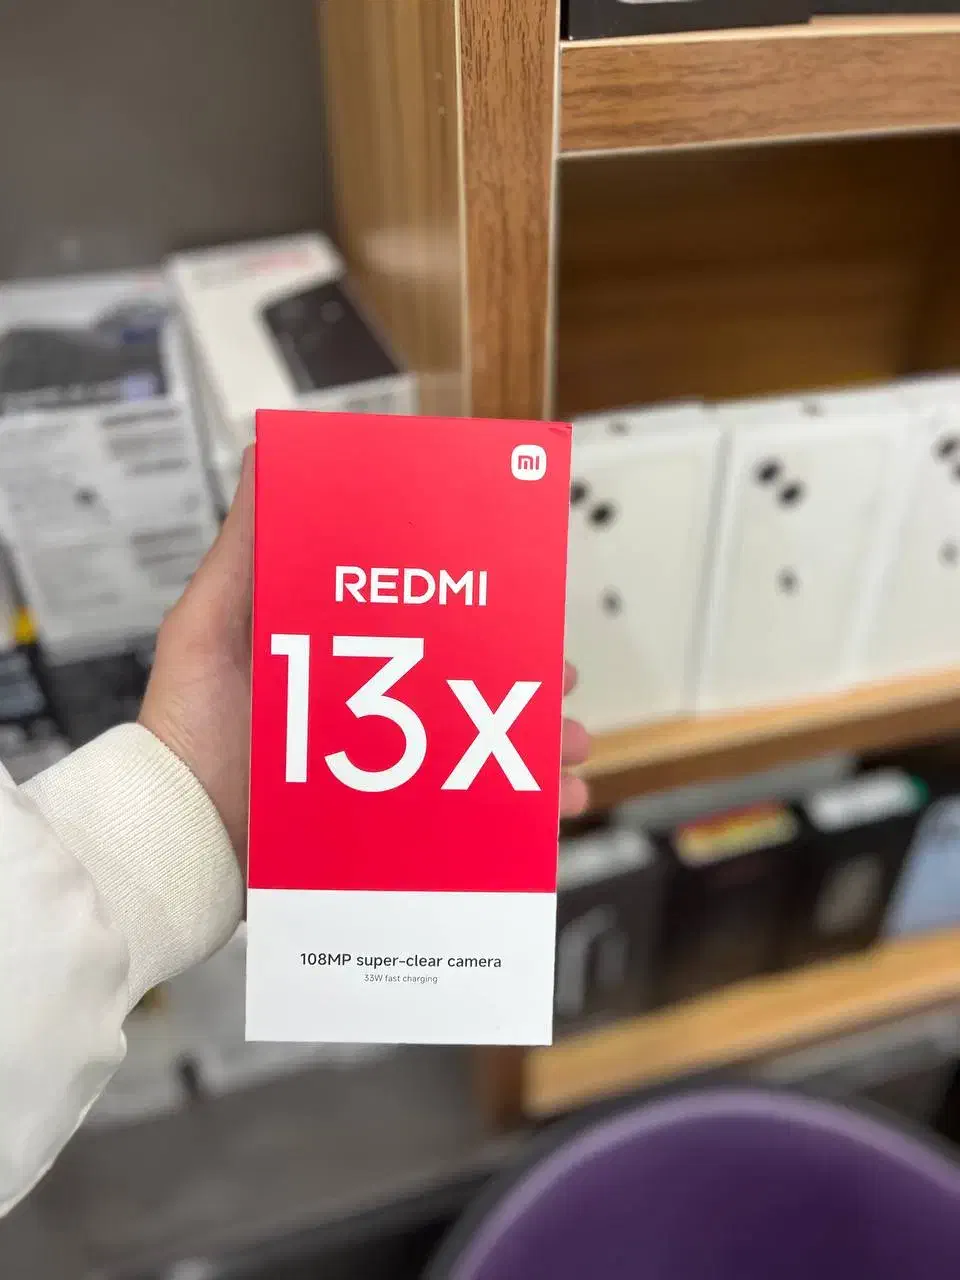 mi
REDMI
13x
108MP super-clear camera
33W fast charging